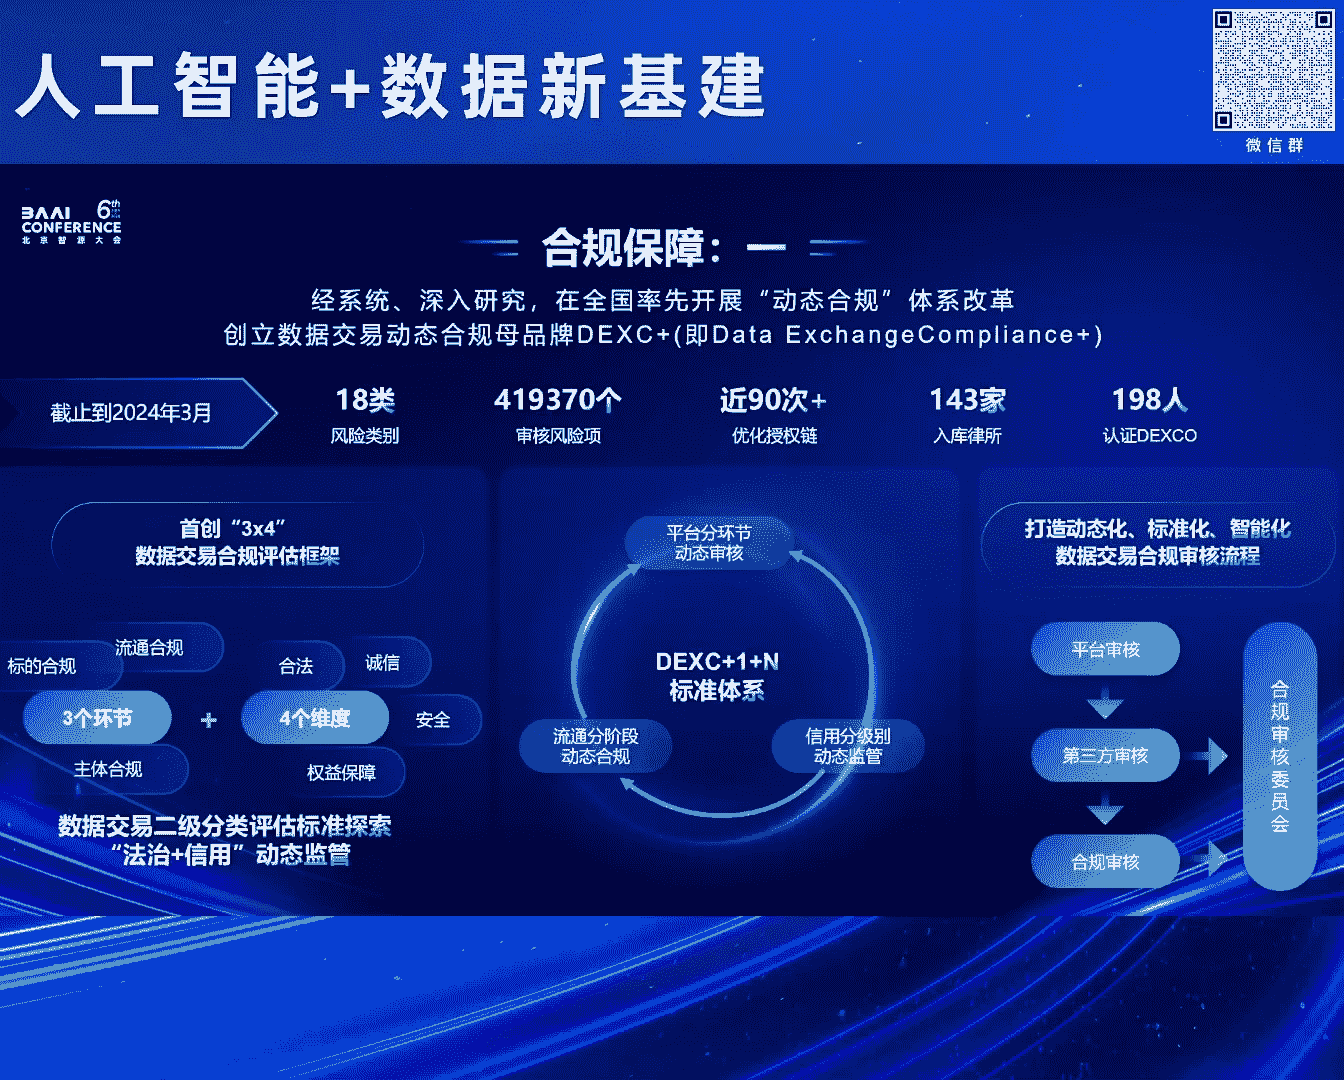 人工智能+数据新基建
微信群
BAAI 6th
CONFERENCE
北京智源大会
合规保障：一
经系统、深入研究，在全国率先开展“动态合规”体系改革
创立数据交易动态合规母品牌DEXC+(即Data ExchangeCompliance+)
截止到2024年3月
18类
风险类别
419370个
审核风险项
近90次+
优化授权链
143家
入库律所
198人
认证DEXCO
首创“3x4”
数据交易合规评估框架
流通合规
标的合规
3个环节
主体合规
+
合法
诚信
4个维度
安全
权益保障
数据交易二级分类评估标准探索
“法治+信用”动态监管
平台分环节
动态审核
DEXC+1+N
标准体系
流通分阶段
动态合规
信用分级别
动态监管
打造动态化、标准化、智能化
数据交易合规审核流程
平台审核
第三方审核
合规审核
合规审核委员会